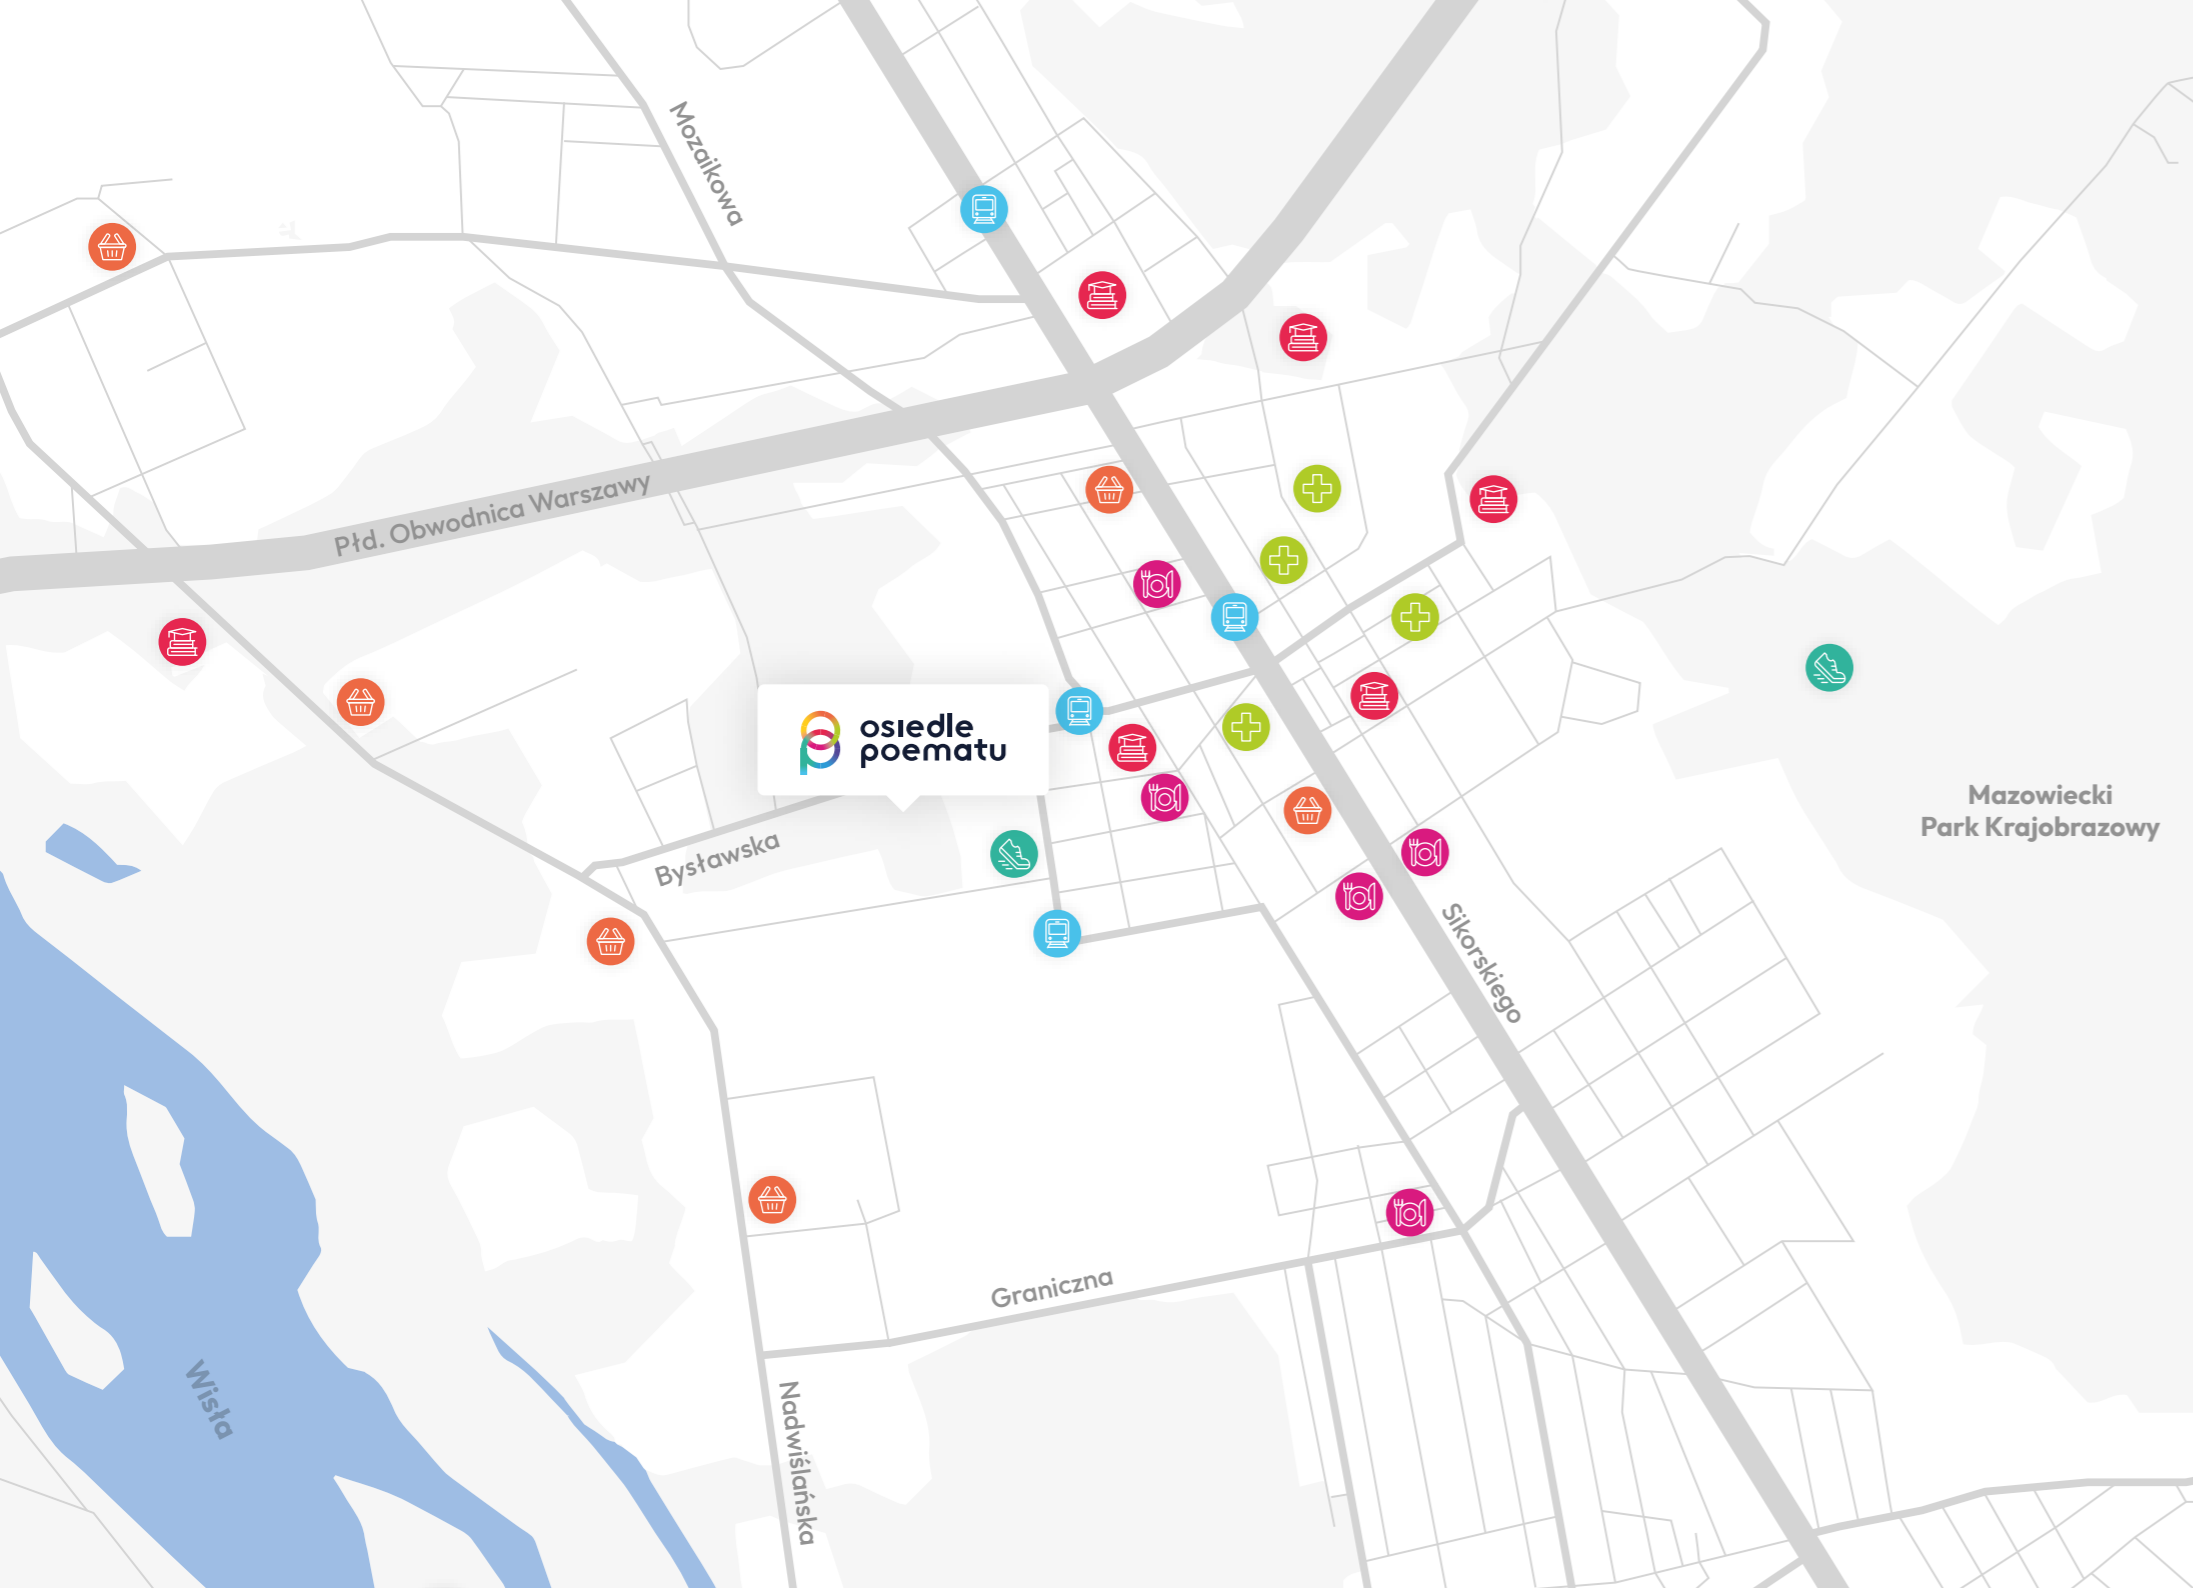 Mozaikowa
Płd. Obwodnica Warszawy
osiedle
poematu
Mazowiecki
Park Krajobrazowy
Bysławska
Sikorskiego
Graniczna
Wisła
Nadwiślańska